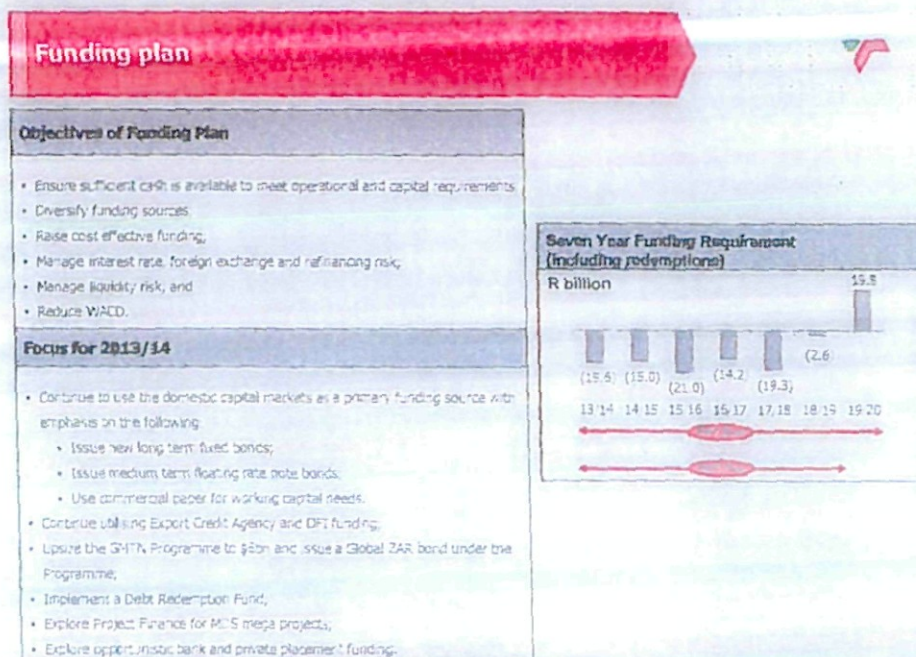 Funding plan
Objectives of Funding Plan
• Ensure sufficient cash is available to meet operational and capital requirements
• Diversify funding sources
• Raise cost effective funding;
• Manage interest rate, foreign exchange and refinancing risk;
• Manage liquidity risk; and
• Reduce WACD.
Focus for 2013/14
• Continue to use the domestic capital markets as a primary funding source with
emphasis on the following:
• Issue new long term fixed bonds;
• Issue medium term floating rate note bonds;
• Use commercial paper for working capital needs.
• Continue utilising Export Credit Agency and DFI funding;
• Upsize the GMTN Programme to $6bn and issue a Global ZAR bond under the
Programme;
• Implement a Debt Redemption Fund;
• Explore Project Finance for MDS mega projects;
• Explore opportunistic bank and private placement funding.
Seven Year Funding Requirement
(including redemptions)
R billion
(15.0)
(21.0)
(14.2)
(19.3)
(2.6)
13/14 14/15 15/16 16/17 17/18 18/19 19/20